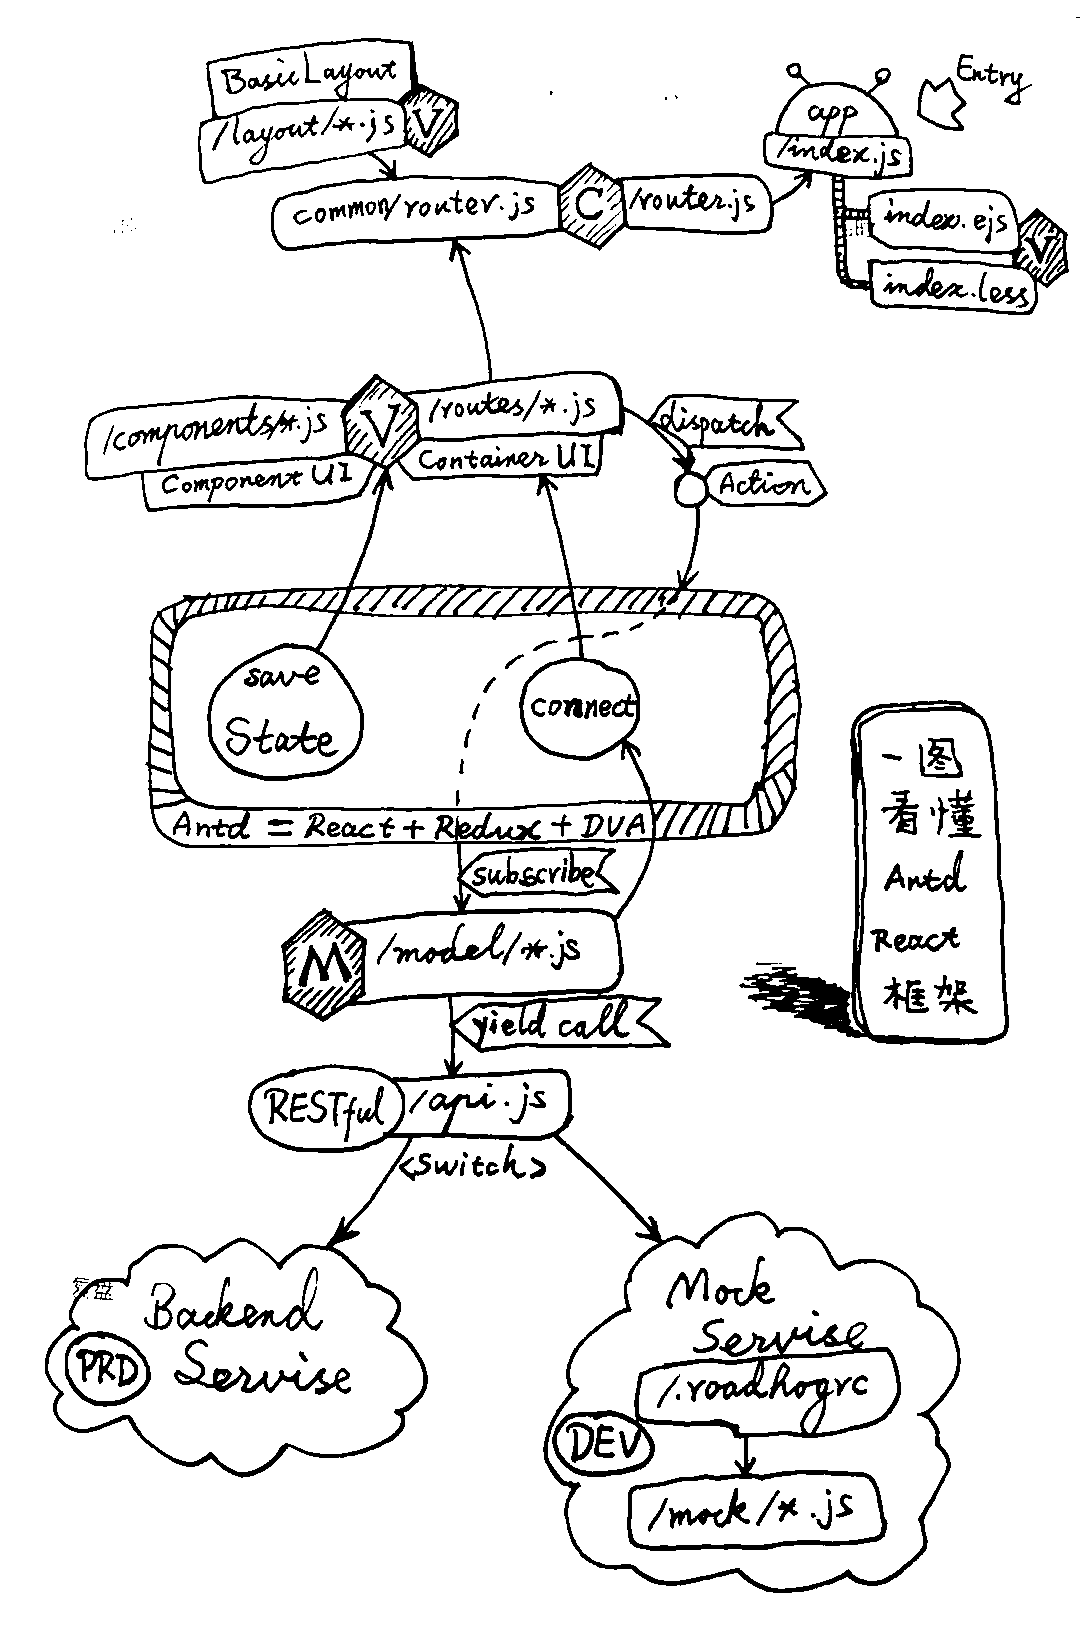 BasicLayout
/layout/*.js
V
common/router.js
C
/router.js
app
/index.js
Entry
index.ejs
V
index.less
/components/*.js
V
/routes/*.js
Component UI
Container UI
dispatch
Action
save
State
connect
Antd = React + Redux + DVA
subscribe
M
/model/*.js
yield call
RESTful
/api.js
<Switch>
Backend
Servise
PRD
Mock
Servise
/.roadhogrc
DEV
/mock/*.js
一图
看懂
Antd
React
框架